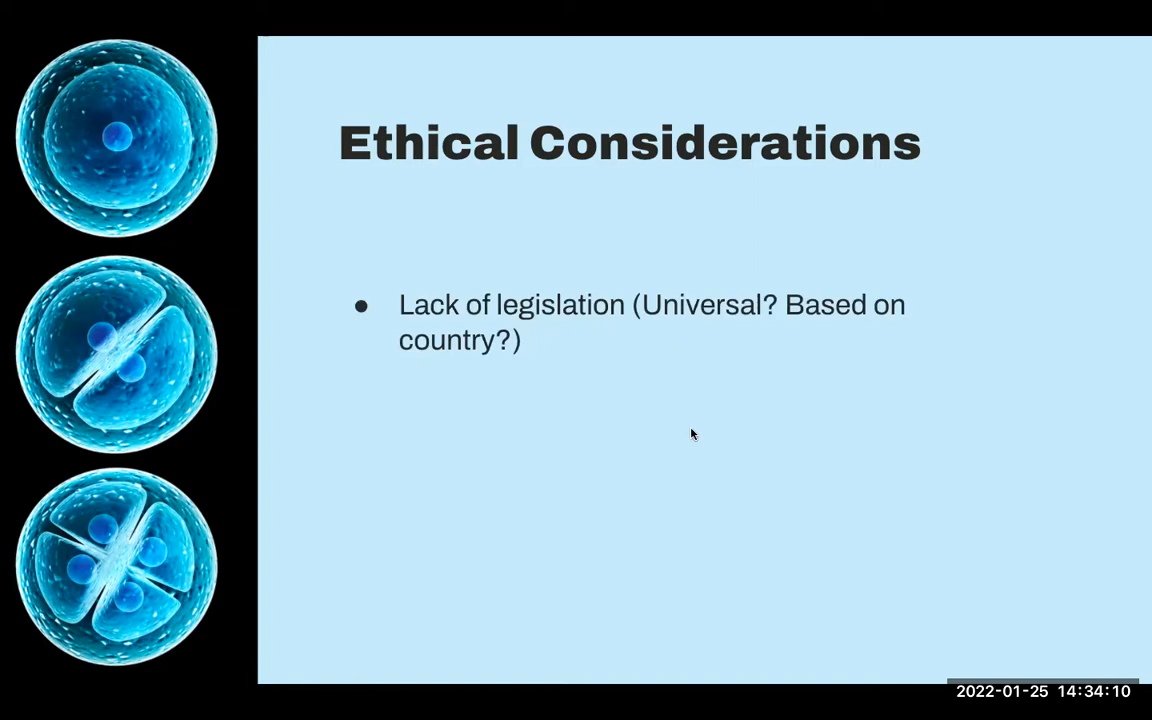 Ethical Considerations
● Lack of legislation (Universal? Based on
country?)
2022-01-25 14:34:10